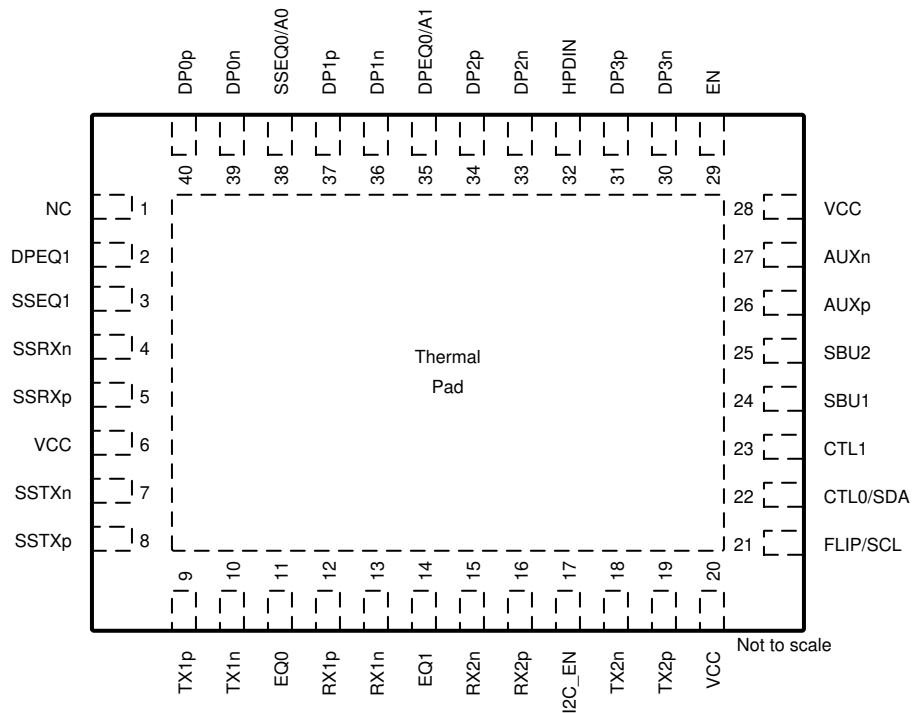 DP0p
DP0n
SSEQ0/A0
DP1p
DP1n
DPEQ0/A1
DP2p
DP2n
HPDIN
DP3p
DP3n
EN
40
39
38
37
36
35
34
33
32
31
30
29
NC 1
DPEQ1 2
SSEQ1 3
SSRXn 4
SSRXp 5
VCC 6
SSTXn 7
SSTXp 8
Thermal
Pad
28 VCC
27 AUXn
26 AUXp
25 SBU2
24 SBU1
23 CTL1
22 CTL0/SDA
21 FLIP/SCL
9
10
11
12
13
14
15
16
17
18
19
20
TX1p
TX1n
EQ0
RX1p
RX1n
EQ1
RX2n
RX2p
I2C_EN
TX2n
TX2p
VCC
Not to scale